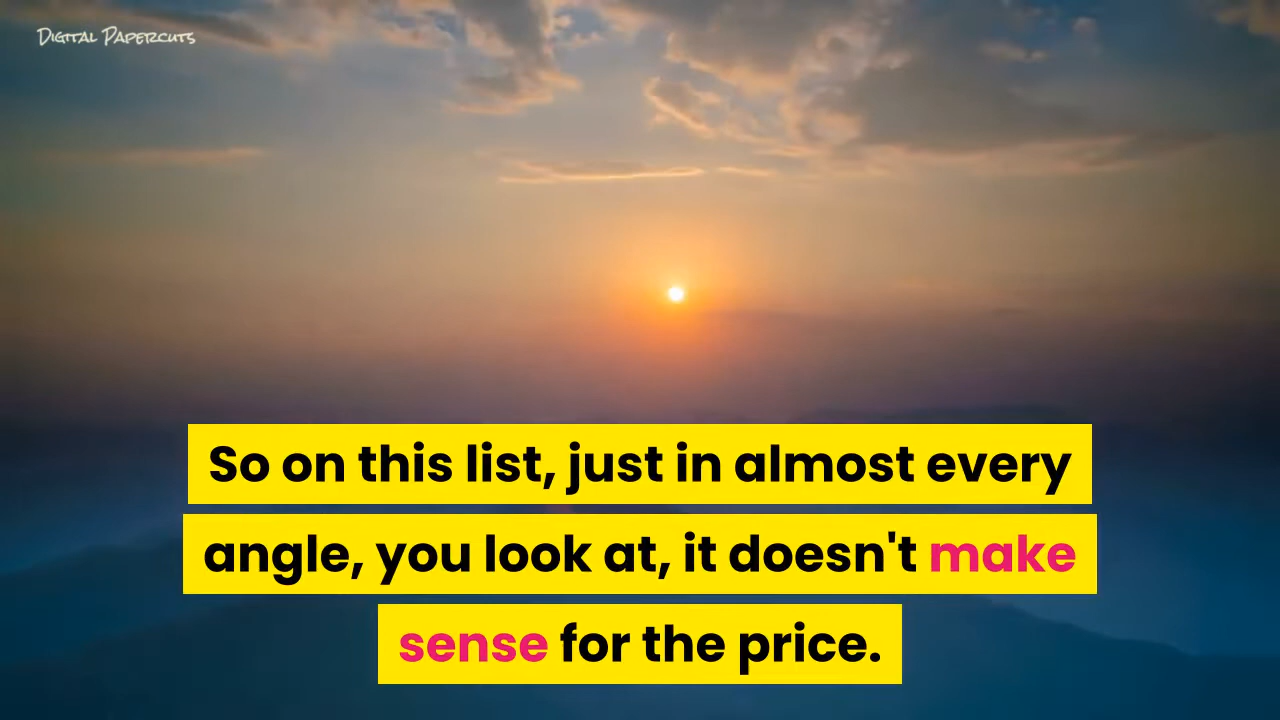 Digital Papercuts
So on this list, just in almost every
angle, you look at, it doesn't make
sense for the price.